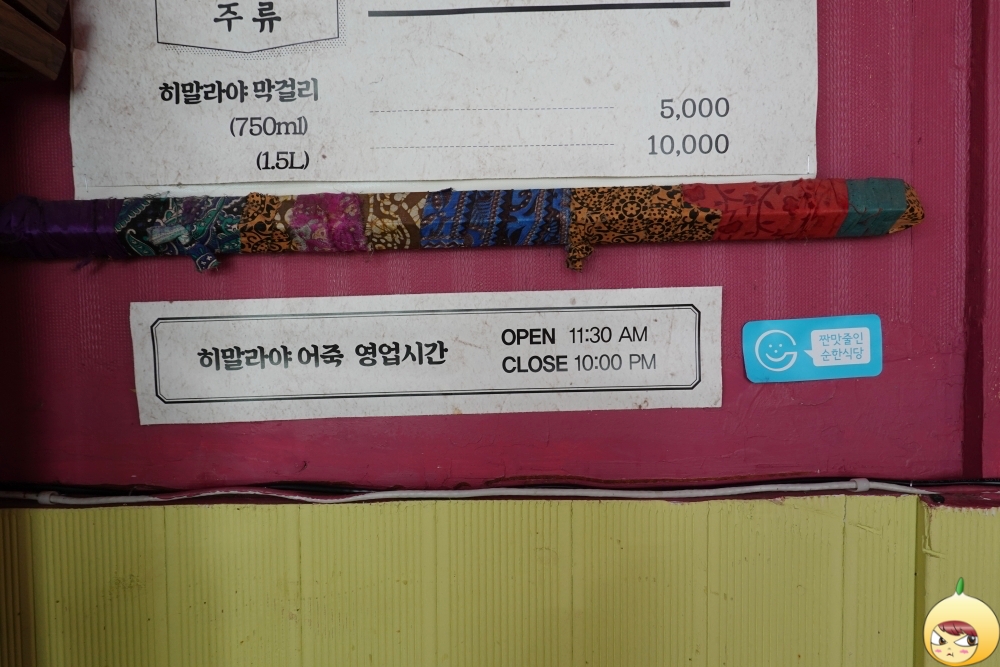 주류
히말라야 막걸리
(750ml) 5,000
(1.5L) 10,000
히말라야 어죽 영업시간
OPEN 11:30 AM
CLOSE 10:00 PM
짠맛줄인
순한식당